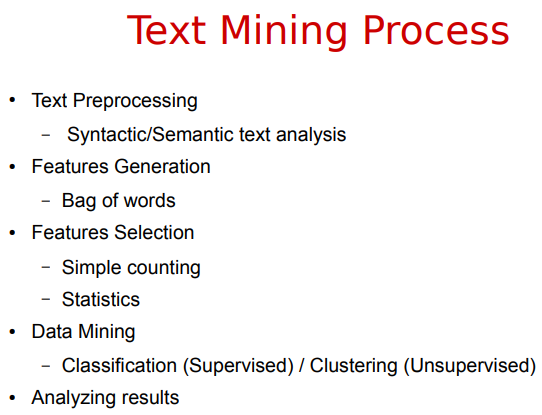 Text Mining Process
• Text Preprocessing
– Syntactic/Semantic text analysis
• Features Generation
– Bag of words
• Features Selection
– Simple counting
– Statistics
• Data Mining
– Classification (Supervised) / Clustering (Unsupervised)
• Analyzing results